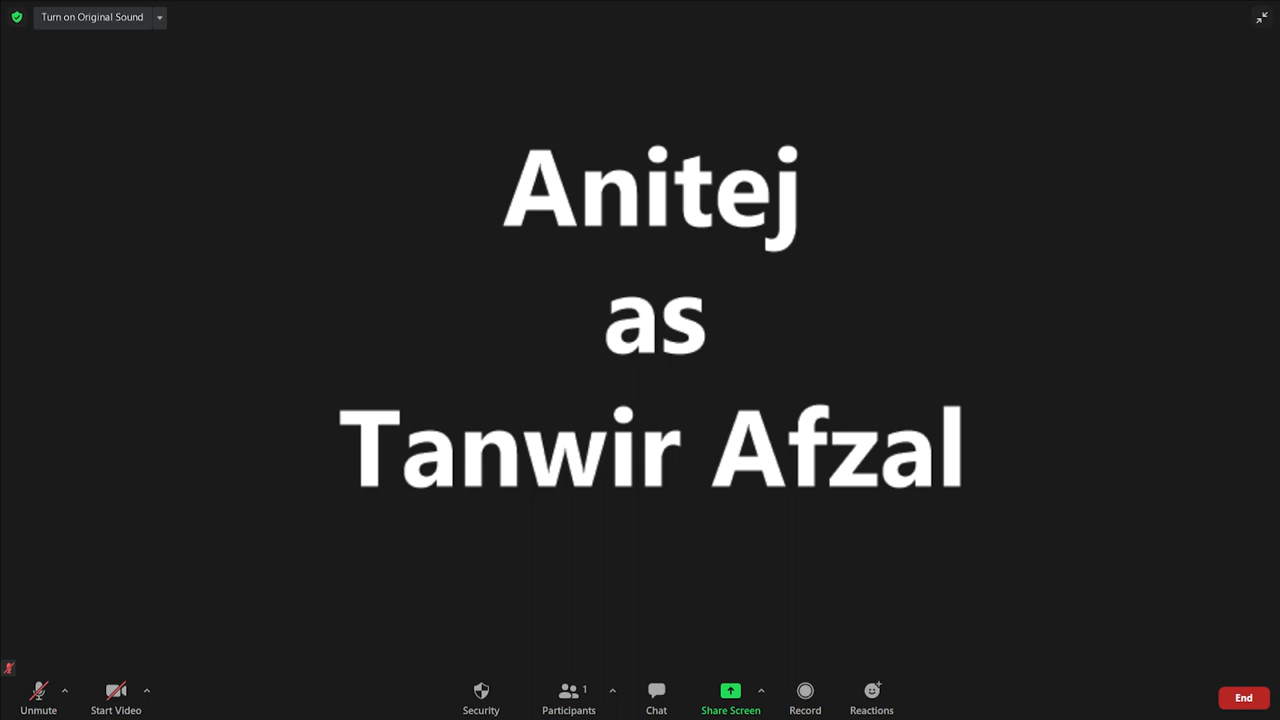 Turn on Original Sound
Anitej
as
Tanwir Afzal
Unmute
Start Video
Security
Participants
1
Chat
Share Screen
Record
Reactions
End